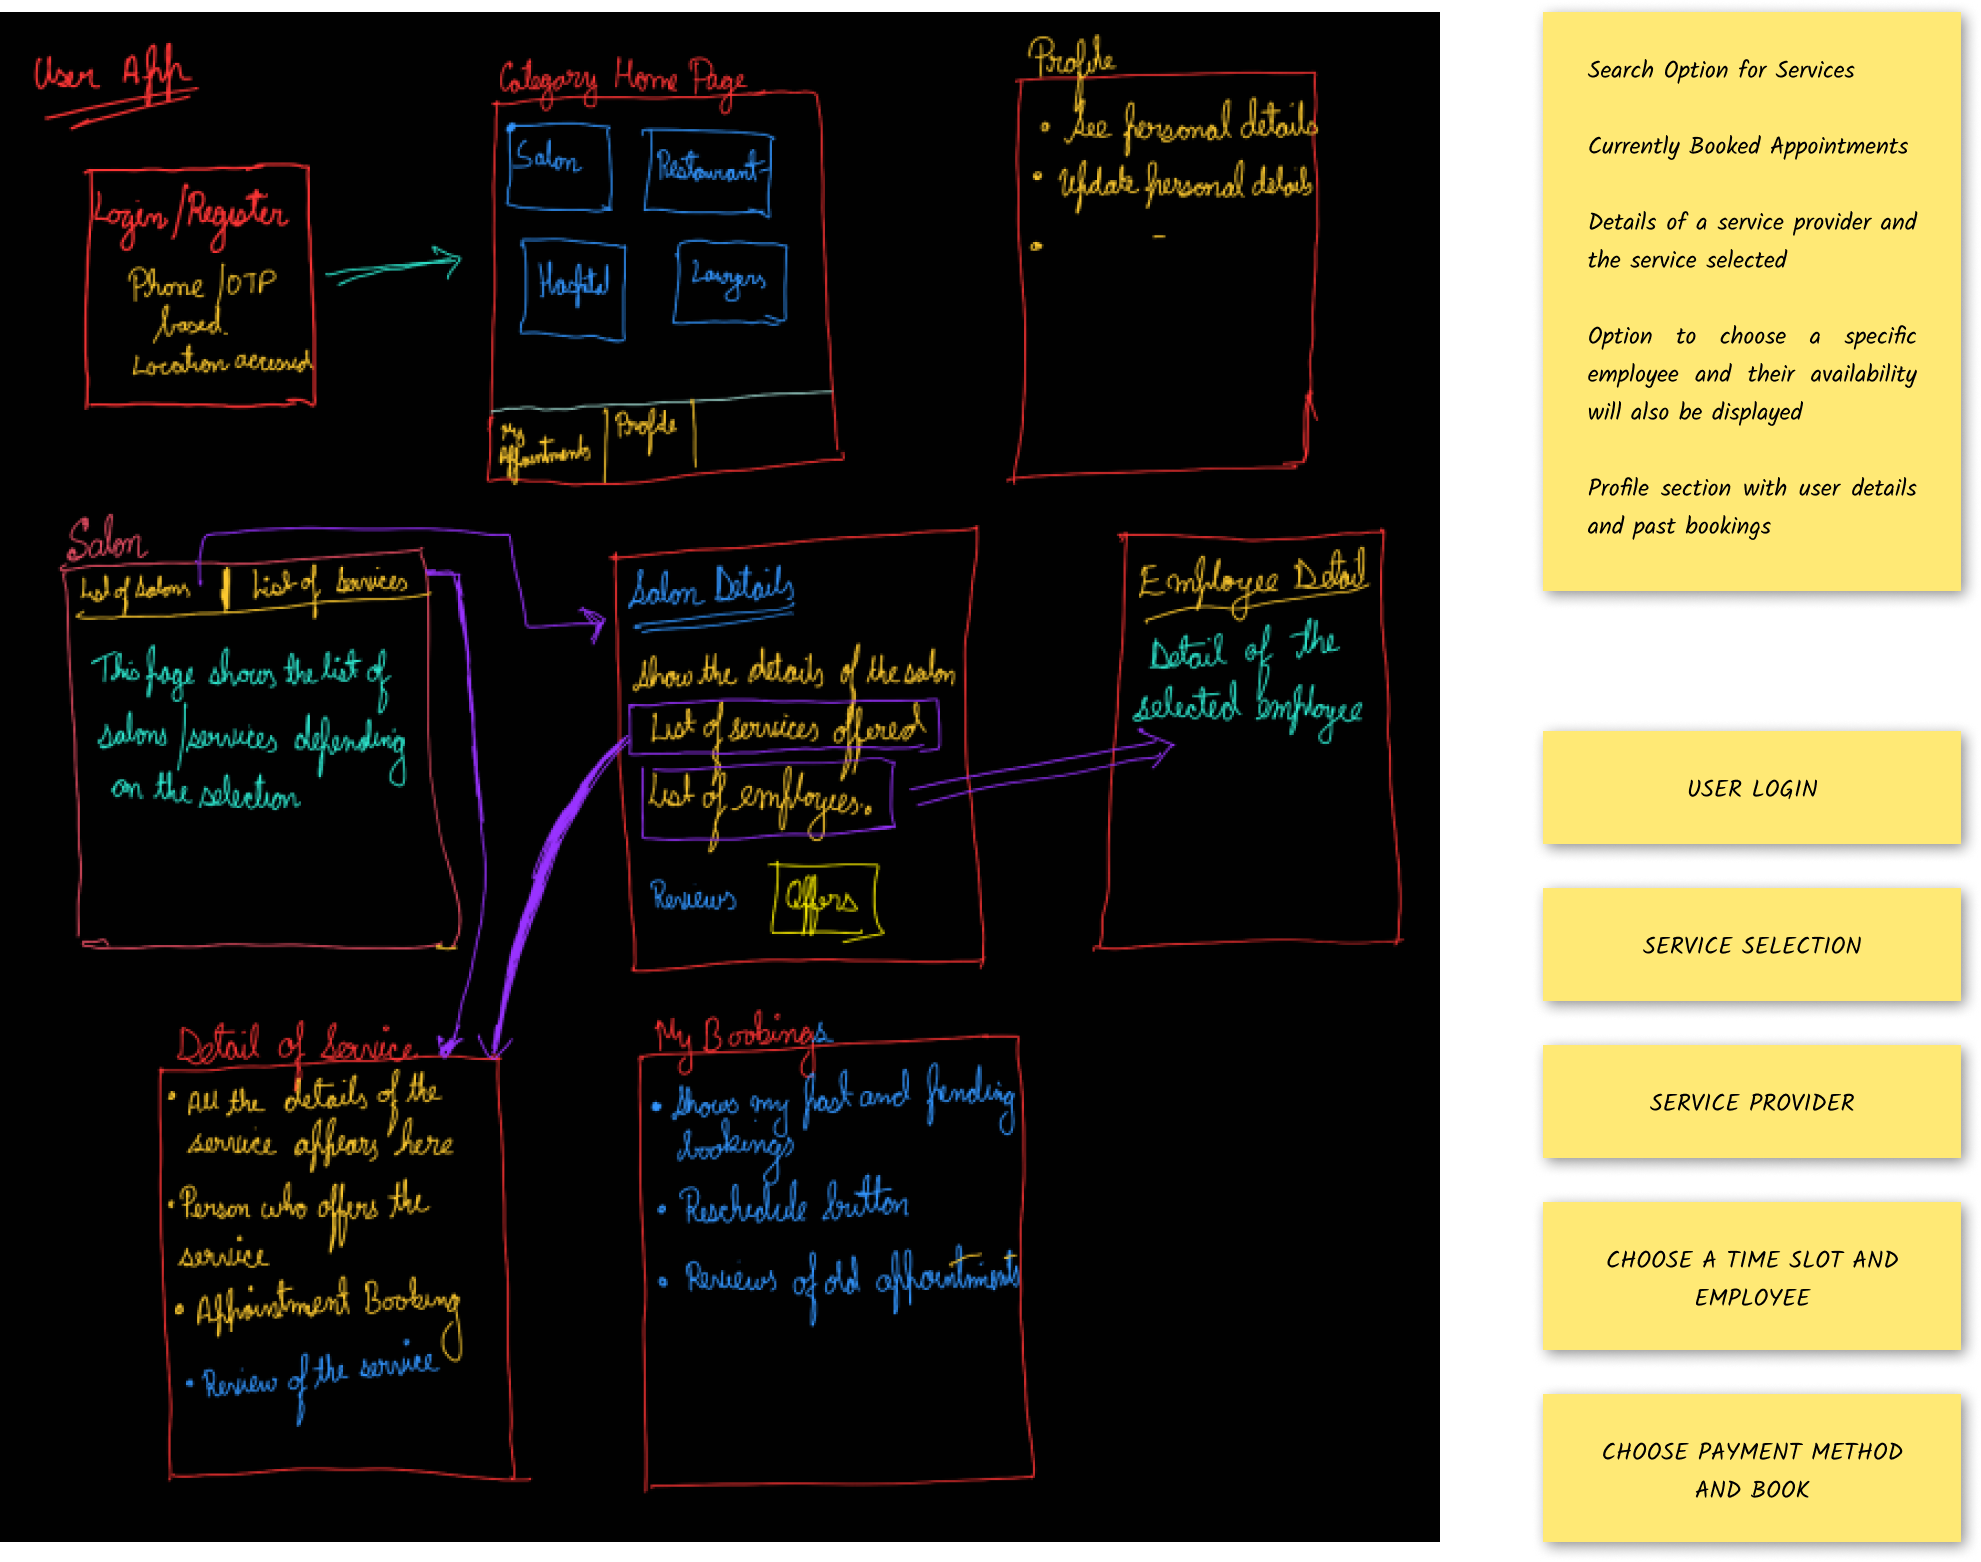 User App
Login/Register
Phone/OTP
based.
Location accessed
Category Home Page
Salon
Restaurant
Hospital
Lawyers
My
Appointments
Profile
Profile
• See personal details
• Update personal details
• –
Salon
List of salons | List of services
This page shows the list of
salons/services depending
on the selection
Salon Details
Show the details of the salon
List of services offered
List of employees.
Reviews
Offers
Employee Detail
Detail of the
selected employee
Detail of Service
• All the details of the
service appears here
• Person who offers the
service
• Appointment Booking
• Review of the service
My Bookings
• Shows my past and pending
bookings
• Reschedule button
• Reviews of old appointments
Search Option for Services
Currently Booked Appointments
Details of a service provider and
the service selected
Option to choose a specific
employee and their availability
will also be displayed
Profile section with user details
and past bookings
USER LOGIN
SERVICE SELECTION
SERVICE PROVIDER
CHOOSE A TIME SLOT AND
EMPLOYEE
CHOOSE PAYMENT METHOD
AND BOOK